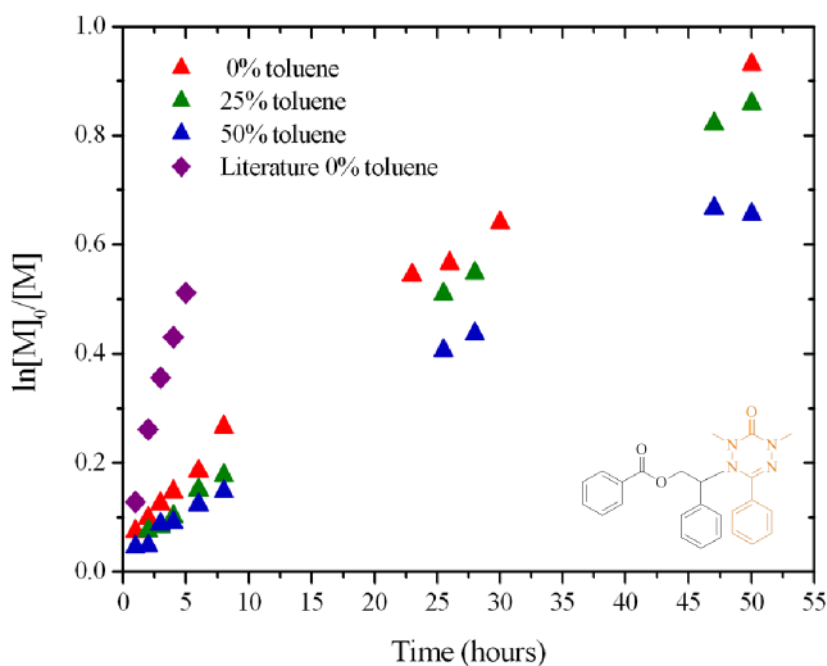 1.0
0% toluene
25% toluene
50% toluene
Literature 0% toluene
0.8
0.6
0.4
0.2
0.0
ln[M]₀/[M]
0 5 10 15 20 25 30 35 40 45 50 55
Time (hours)
O
N N
O N N
O